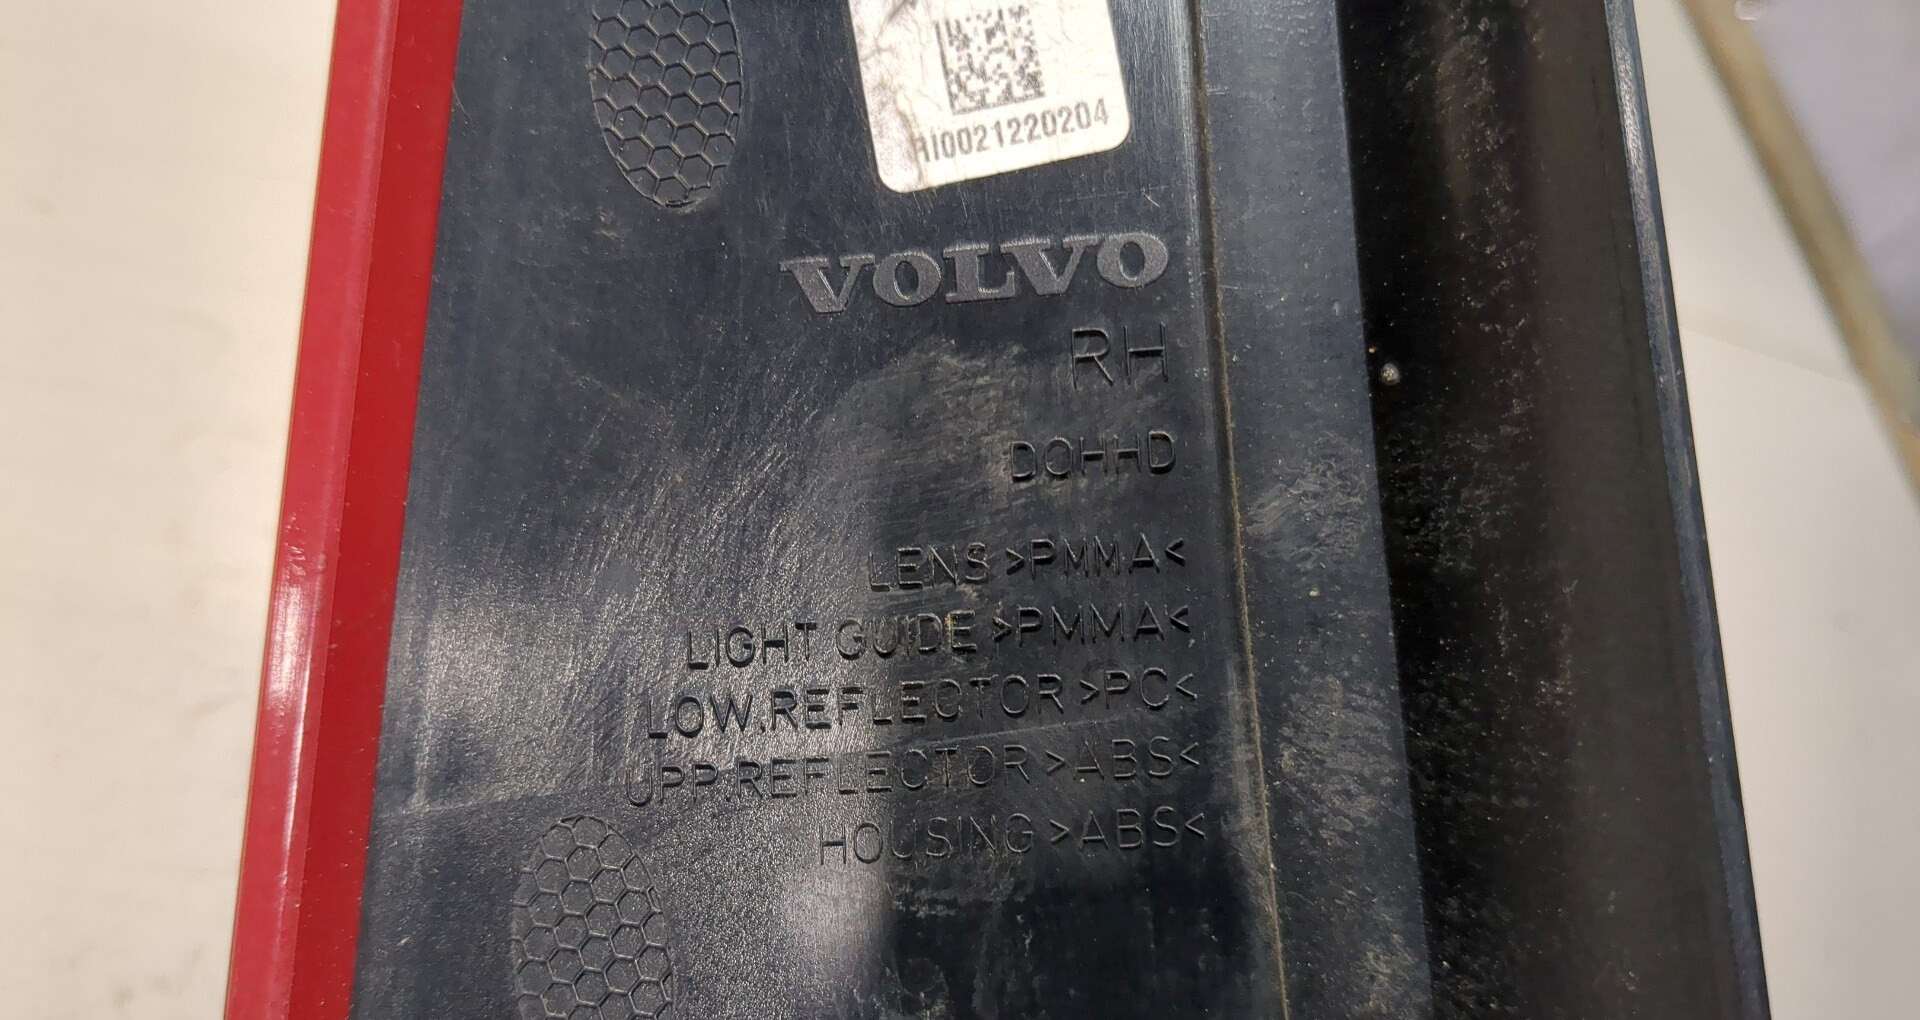 RI0021220204
VOLVO
RH
DOHHD
LENS >PMMA<
LIGHT GUIDE >PMMA<
LOW.REFLECTOR >PC<
UPP.REFLECTOR >ABS<
HOUSING >ABS<